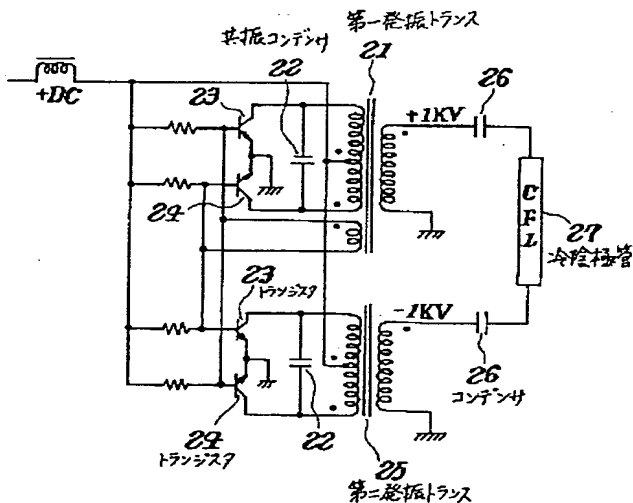 第一発振トランス
共振コンデンサ
21
22
26
+DC
23
+1KV
24
CFL
27
冷陰極管
23
トランジスタ
-1KV
26
コンデンサ
24
トランジスタ
22
25
第二発振トランス